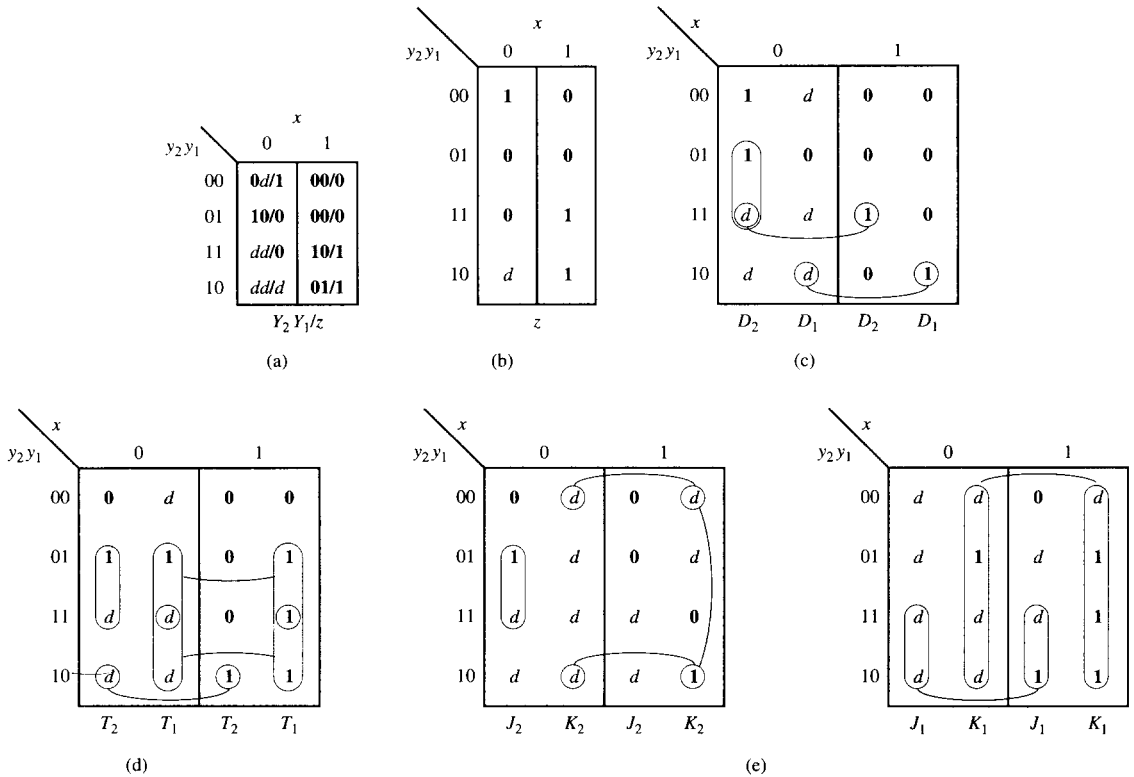 x
y₂y₁ 0 1
00 0d/1 00/0
01 10/0 00/0
11 dd/0 10/1
10 dd/d 01/1
Y₂Y₁/z
(a)
x
y₂y₁ 0 1
00 1 0
01 0 0
11 0 1
10 d 1
z
(b)
x
y₂y₁ 0 1
00 1 d 0 0
01 1 0 0 0
11 d d 1 0
10 d d 0 1
D₂ D₁ D₂ D₁
(c)
x
y₂y₁ 0 1
00 0 d 0 0
01 1 1 0 1
11 d d 0 1
10 d d 1 1
T₂ T₁ T₂ T₁
(d)
x
y₂y₁ 0 1
00 0 d 0 d
01 1 d 0 d
11 d d d 0
10 d d d 1
J₂ K₂ J₂ K₂
x
y₂y₁ 0 1
00 d d 0 d
01 d 1 d 1
11 d d d 1
10 d d 1 1
J₁ K₁ J₁ K₁
(e)